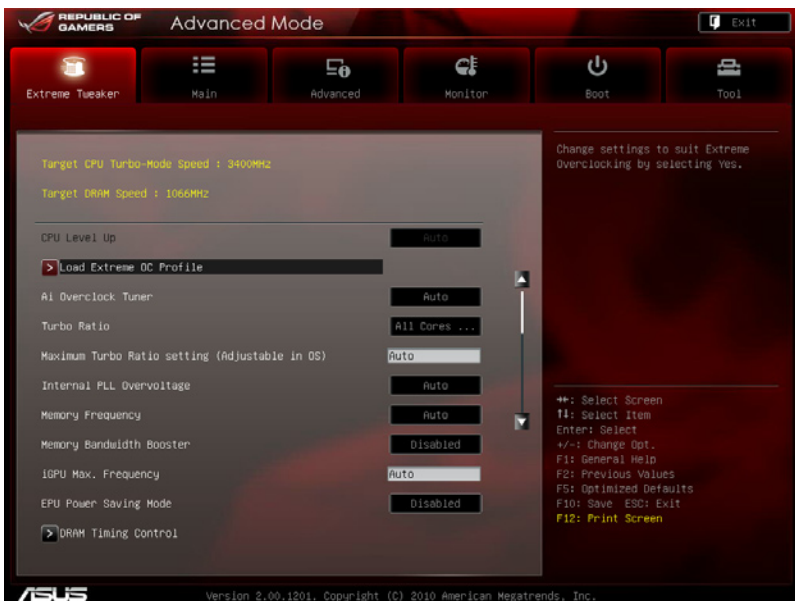 REPUBLIC OF
GAMERS
Advanced Mode
Exit
Extreme Tweaker
Main
Advanced
Monitor
Boot
Tool
Target CPU Turbo-Mode Speed : 3400MHz
Target DRAM Speed : 1066MHz
CPU Level Up Auto
> Load Extreme OC Profile
Ai Overclock Tuner Auto
Turbo Ratio All Cores ...
Maximum Turbo Ratio setting (Adjustable in OS) Auto
Internal PLL Overvoltage Auto
Memory Frequency Auto
Memory Bandwidth Booster Disabled
iGPU Max. Frequency Auto
EPU Power Saving Mode Disabled
> DRAM Timing Control
Change settings to suit Extreme
Overclocking by selecting Yes.
→←: Select Screen
↑↓: Select Item
Enter: Select
+/-: Change Opt.
F1: General Help
F2: Previous Values
F5: Optimized Defaults
F10: Save ESC: Exit
F12: Print Screen
ASUS
Version 2.00.1201. Copyright (C) 2010 American Megatrends, Inc.